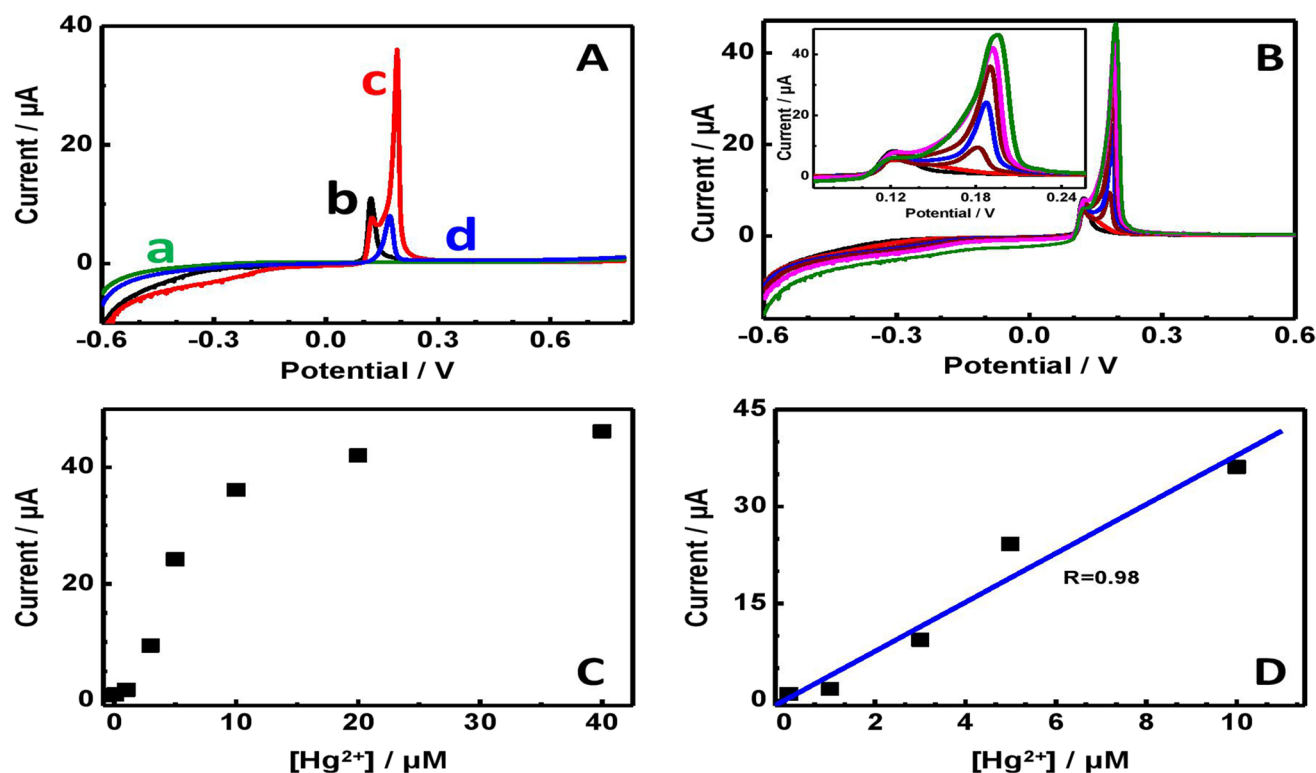 40
20
0
Current / µA
A
a
b
c
d
-0.6
-0.3
0.0
0.3
0.6
Potential / V
40
20
0
-10
Current / µA
B
40
20
0
Current / µA
0.12
0.18
0.24
Potential / V
-0.6
-0.3
0.0
0.3
0.6
Potential / V
40
20
0
Current / µA
C
0
10
20
30
40
[Hg²⁺] / µM
45
30
15
0
Current / µA
R=0.98
D
0
2
4
6
8
10
[Hg²⁺] / µM